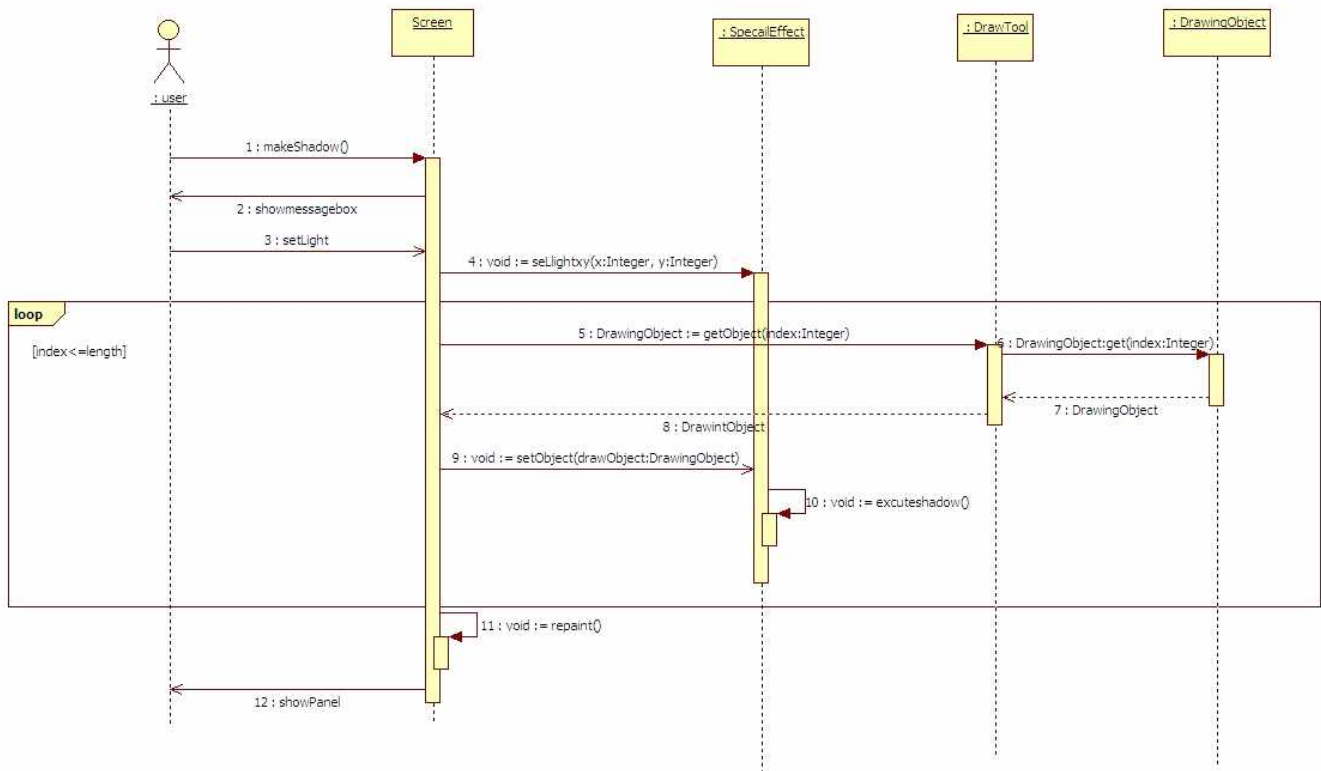 Screen
: SpecailEffect
: DrawTool
: DrawingObject
: user
1 : makeShadow()
2 : showmessagebox
3 : setLight
4 : void := seLlightxy(x:Integer, y:Integer)
loop
[index<=length]
5 : DrawingObject := getObject(index:Integer)
6 : DrawingObject:get(index:Integer)
7 : DrawingObject
8 : DrawintObject
9 : void := setObject(drawObject:DrawingObject)
10 : void := excuteshadow()
11 : void := repaint()
12 : showPanel